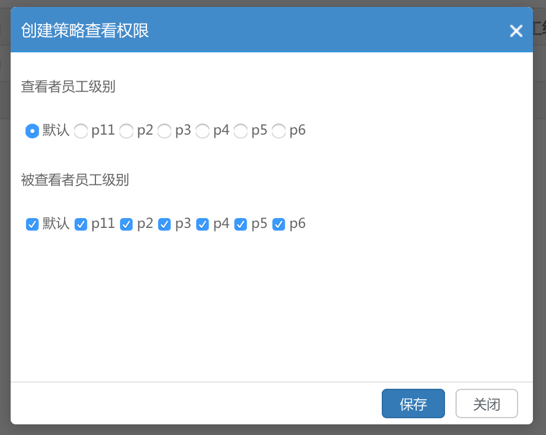 创建策略查看权限
查看者员工级别
默认 p11 p2 p3 p4 p5 p6
被查看者员工级别
默认 p11 p2 p3 p4 p5 p6
保存 关闭